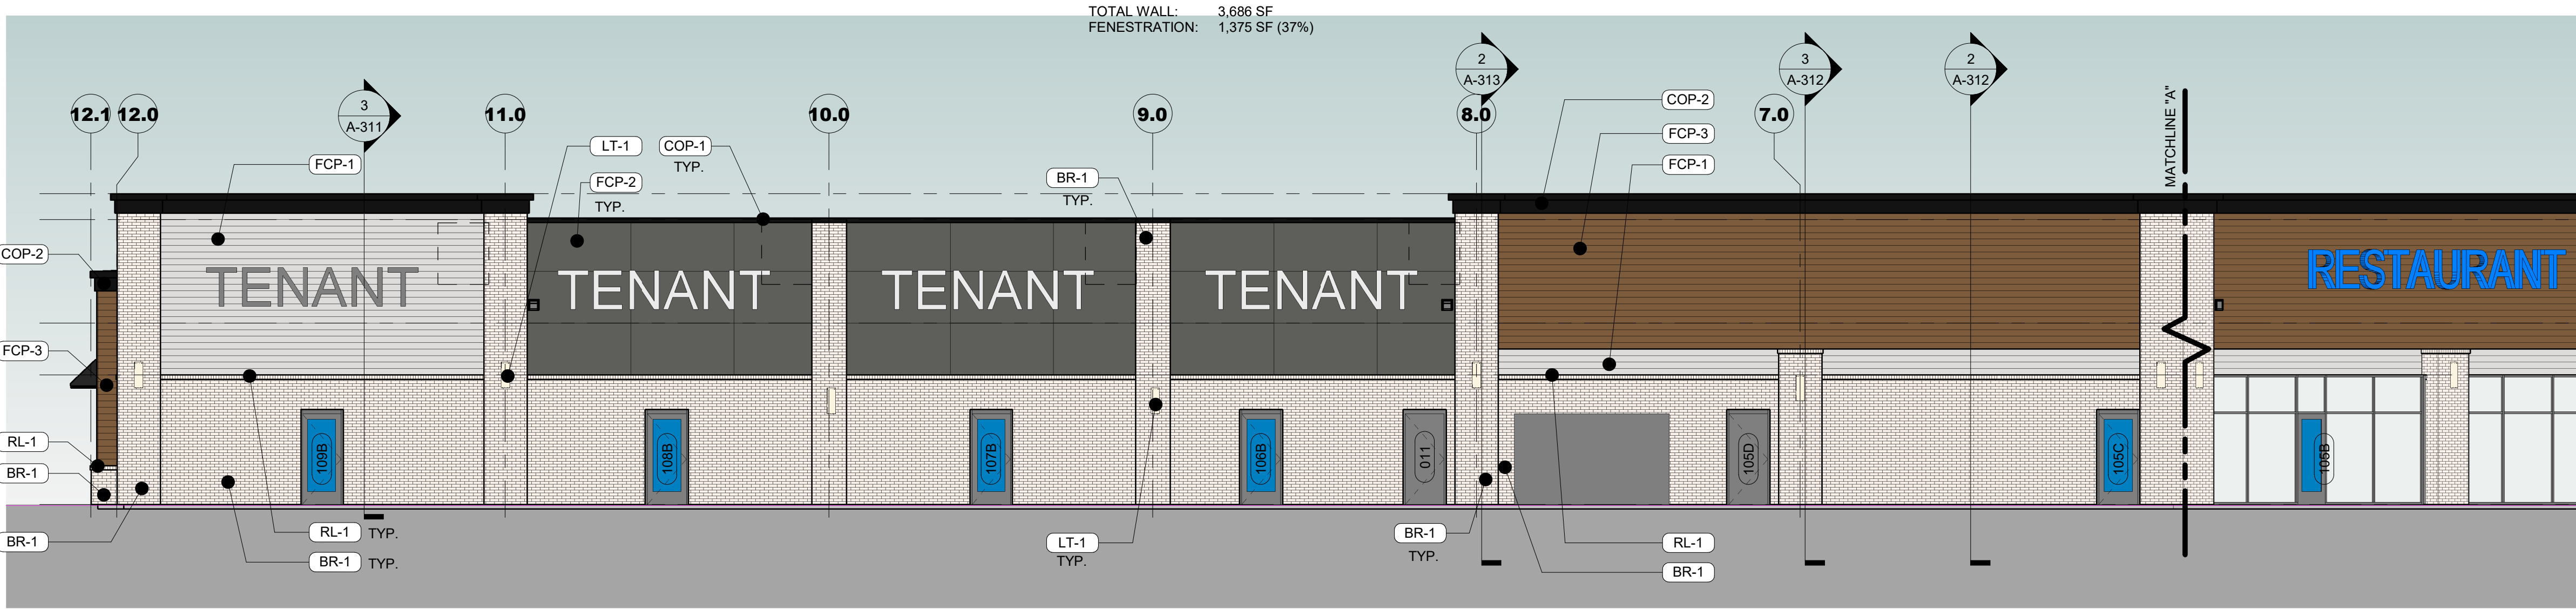 TOTAL WALL: 3,686 SF
FENESTRATION: 1,375 SF (37%)
2
A-313
3
A-312
2
A-312
MATCHLINE "A"
12.1
12.0
3
A-311
11.0
10.0
9.0
8.0
7.0
COP-2
FCP-3
FCP-1
FCP-1
LT-1
COP-1
TYP.
FCP-2
TYP.
BR-1
TYP.
COP-2
TENANT
TENANT
TENANT
TENANT
RESTAURANT
FCP-3
RL-1
BR-1
BR-1
109B
108B
107B
106B
011
105D
105C
105B
RL-1 TYP.
BR-1 TYP.
LT-1
TYP.
BR-1
TYP.
RL-1
BR-1